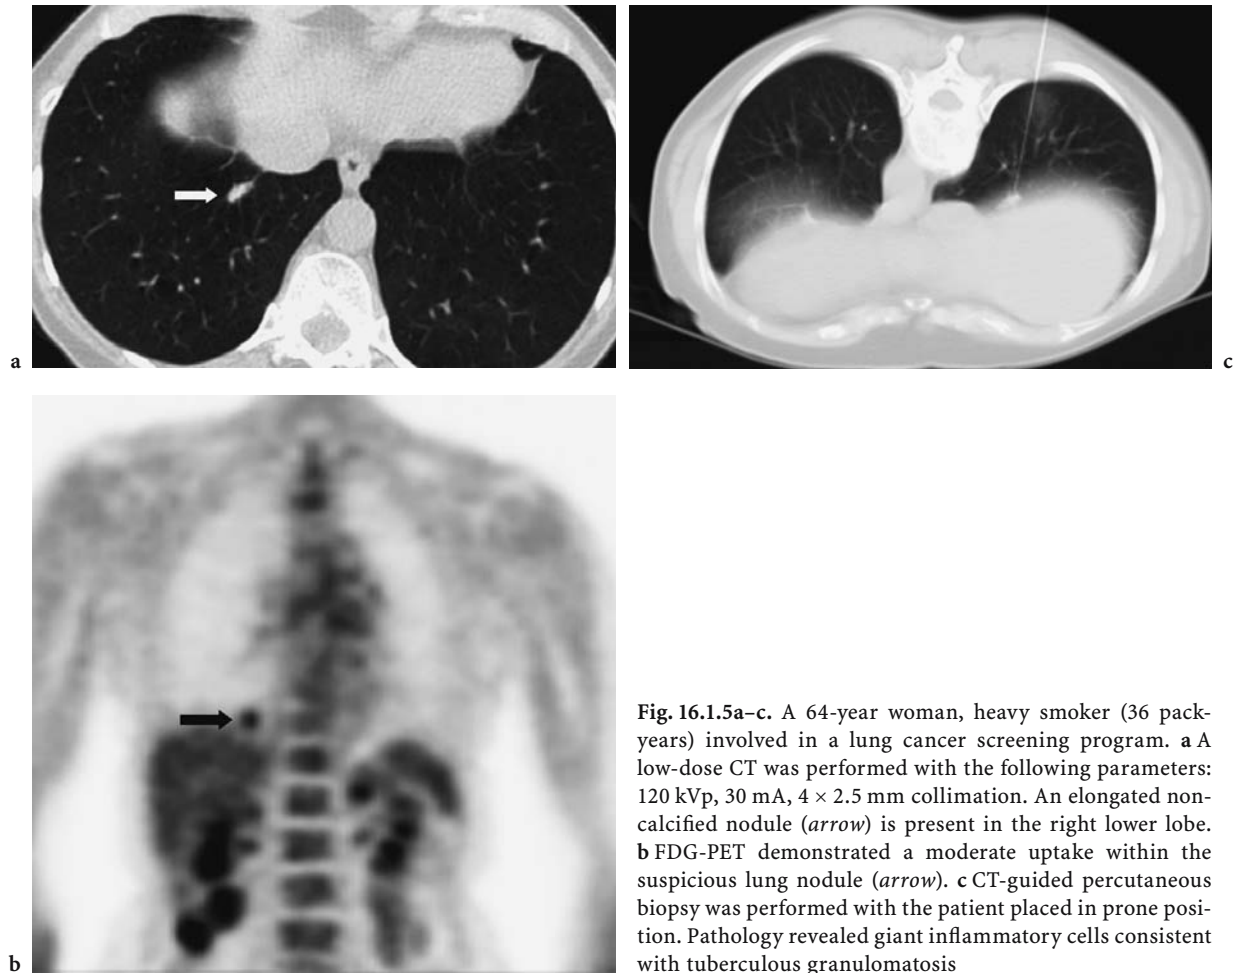 a
c
b
Fig. 16.1.5a–c. A 64-year woman, heavy smoker (36 pack-
years) involved in a lung cancer screening program. a A
low-dose CT was performed with the following parameters:
120 kVp, 30 mA, 4 × 2.5 mm collimation. An elongated non-
calcified nodule (arrow) is present in the right lower lobe.
b FDG-PET demonstrated a moderate uptake within the
suspicious lung nodule (arrow). c CT-guided percutaneous
biopsy was performed with the patient placed in prone posi-
tion. Pathology revealed giant inflammatory cells consistent
with tuberculous granulomatosis